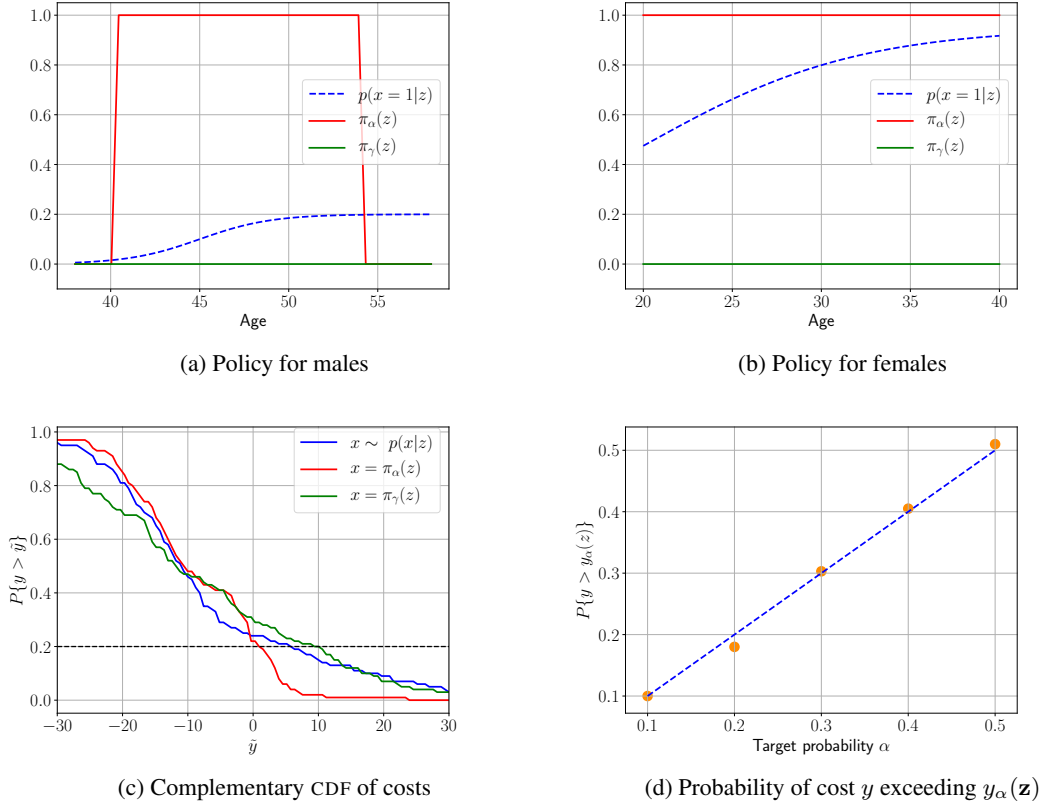 1.0
0.8
0.6
0.4
0.2
0.0
p(x = 1|z)
π_α(z)
π_γ(z)
40 45 50 55
Age
(a) Policy for males
1.0
0.8
0.6
0.4
0.2
0.0
p(x = 1|z)
π_α(z)
π_γ(z)
20 25 30 35 40
Age
(b) Policy for females
1.0
0.8
0.6
0.4
0.2
0.0
P{y > ỹ}
x ∼ p(x|z)
x = π_α(z)
x = π_γ(z)
−30 −20 −10 0 10 20 30
ỹ
(c) Complementary CDF of costs
0.5
0.4
0.3
0.2
0.1
P{y > y_α(z)}
0.1 0.2 0.3 0.4 0.5
Target probability α
(d) Probability of cost y exceeding y_α(z)